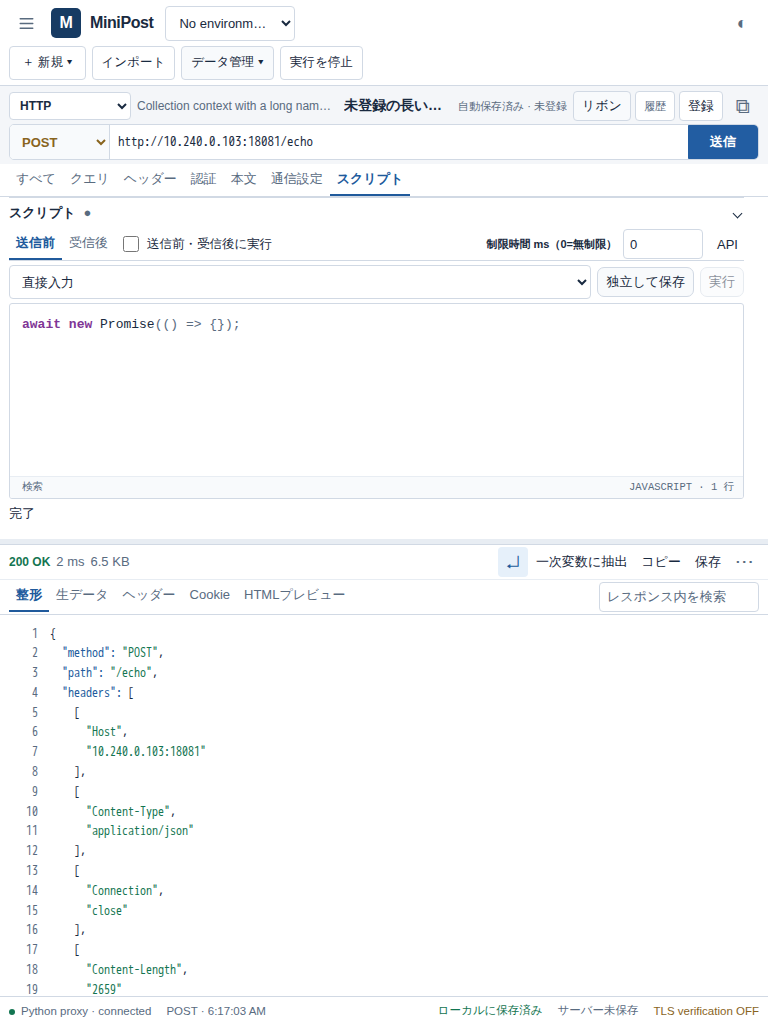 M MiniPost No environm…
＋ 新規 ▾ インポート データ管理 ▾ 実行を停止
HTTP Collection context with a long nam… 未登録の長い… 自動保存済み · 未登録 リボン 履歴 登録
POST http://10.240.0.103:18081/echo 送信
すべて クエリ ヘッダー 認証 本文 通信設定 スクリプト
スクリプト ●
送信前 受信後 送信前・受信後に実行 制限時間 ms（0=無制限） 0 API
直接入力 独立して保存 実行
await new Promise(() => {});
検索 JAVASCRIPT · 1 行
完了
200 OK 2 ms 6.5 KB 一次変数に抽出 コピー 保存 ···
整形 生データ ヘッダー Cookie HTMLプレビュー レスポンス内を検索
1 {
2 "method": "POST",
3 "path": "/echo",
4 "headers": [
5 [
6 "Host",
7 "10.240.0.103:18081"
8 ],
9 [
10 "Content-Type",
11 "application/json"
12 ],
13 [
14 "Connection",
15 "close"
16 ],
17 [
18 "Content-Length",
19 "2659"
Python proxy · connected POST · 6:17:03 AM ローカルに保存済み サーバー未保存 TLS verification OFF